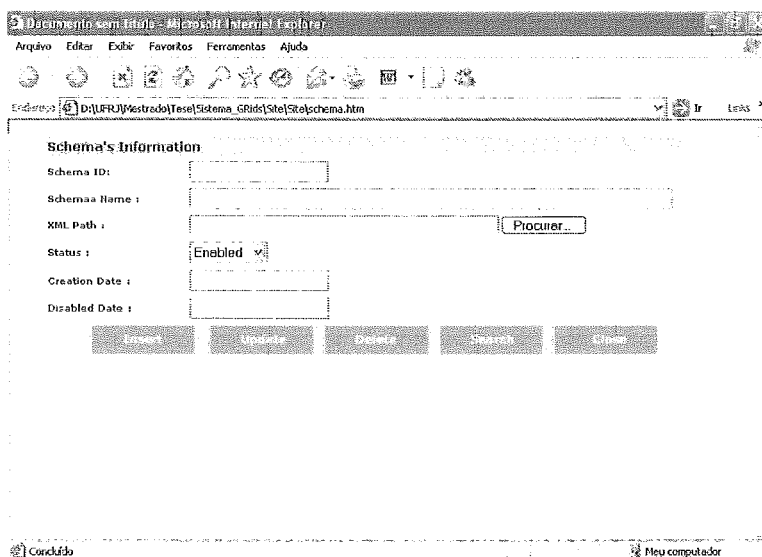 Documento sem título - Microsoft Internet Explorer
Arquivo Editar Exibir Favoritos Ferramentas Ajuda
Endereço D:\UFRJ\Mestrado\Tese\Sistema_GRids\Site\Site\schema.htm Ir Links »
Schema's Information
Schema ID:
Schemaa Name :
XML Path : Procurar...
Status : Enabled
Creation Date :
Disabled Date :
Insert Update Delete Search Clear
Concluído Meu computador